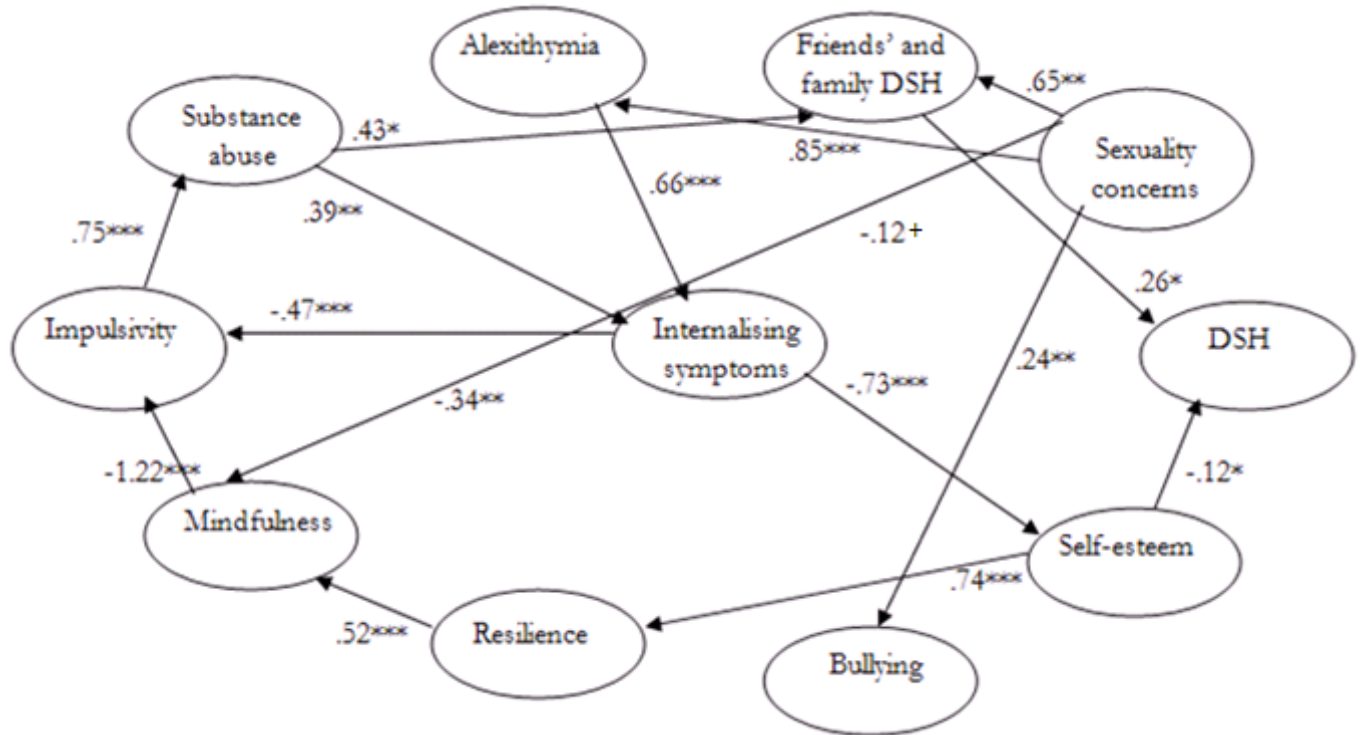 Alexithymia
Friends' and
family DSH
.65**
Substance
abuse
.43*
.85***
Sexuality
concerns
.66***
.39**
-.12+
.75***
.26*
Impulsivity
-.47***
Internalising
symptoms
DSH
.24**
-.73***
-.34**
-1.22***
-.12*
Mindfulness
Self-esteem
.74***
.52***
Resilience
Bullying